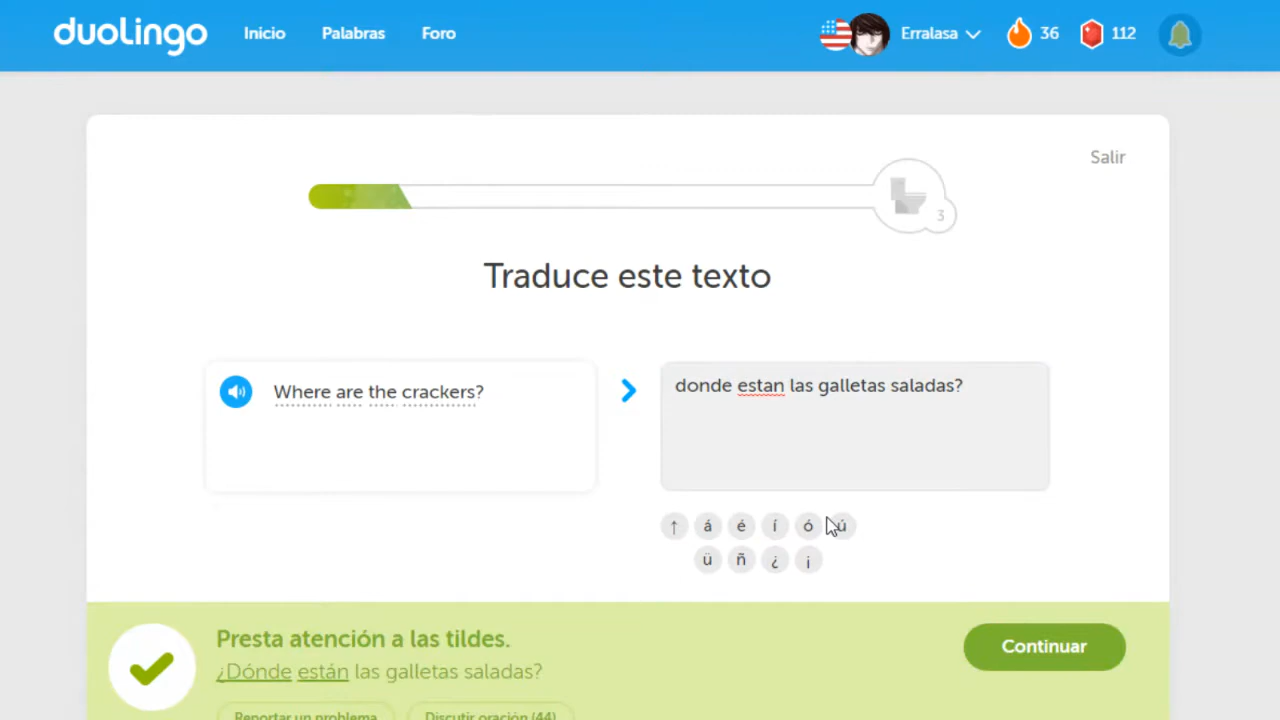 duolingo Inicio Palabras Foro Erralasa 36 112
Salir
3
Traduce este texto
Where are the crackers? donde estan las galletas saladas?
↑ á é í ó ú
ü ñ ¿ ¡
Presta atención a las tildes. Continuar
¿Dónde están las galletas saladas?
Reportar un problema Discutir oración (44)